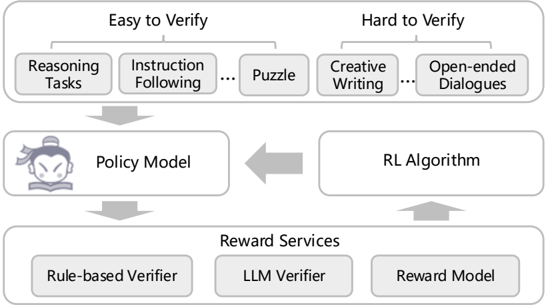 Easy to Verify
Hard to Verify
Reasoning
Tasks
Instruction
Following
...
Puzzle
Creative
Writing
...
Open-ended
Dialogues
Policy Model
RL Algorithm
Reward Services
Rule-based Verifier
LLM Verifier
Reward Model